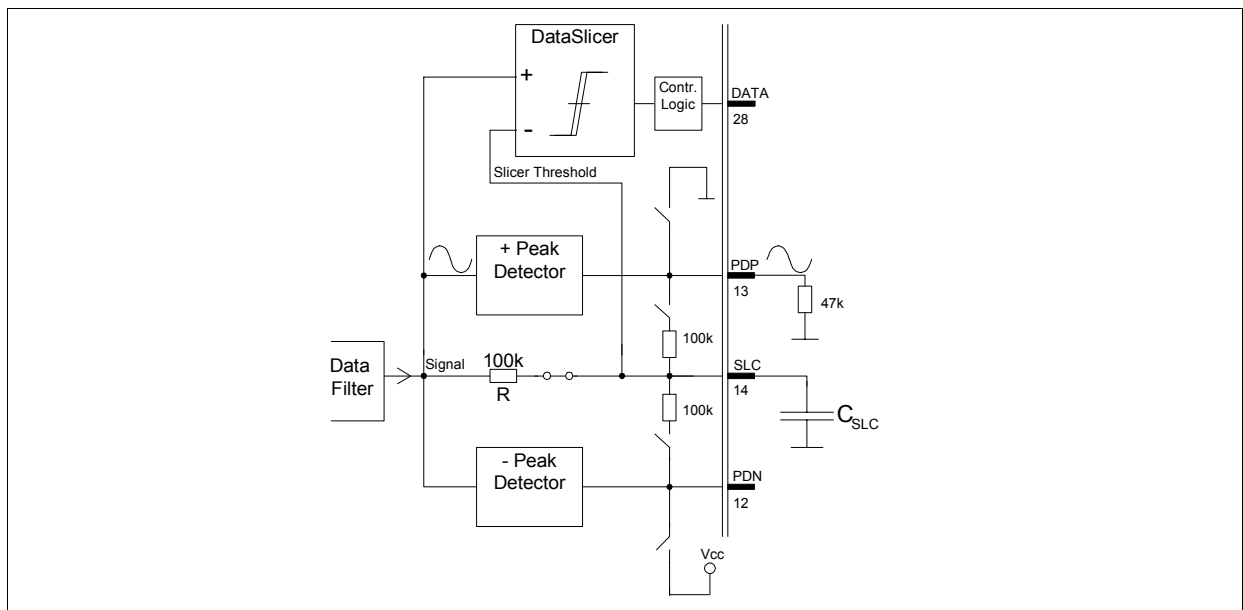 DataSlicer
+
-
Contr.
Logic
DATA
28
Slicer Threshold
+ Peak
Detector
PDP
13
47k
100k
Data
Filter
Signal
100k
R
SLC
14
100k
C_SLC
- Peak
Detector
PDN
12
Vcc